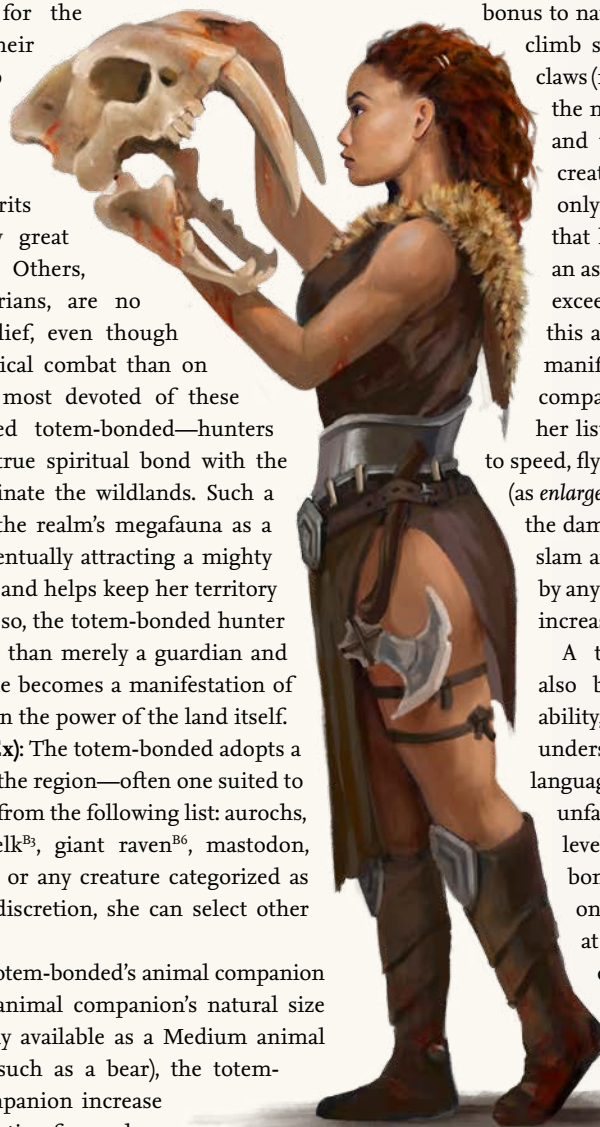 for the
heir
rits
great
Others,
rians, are no
lief, even though
ical combat than on
most devoted of these
ed totem-bonded—hunters
true spiritual bond with the
inate the wildlands. Such a
the realm’s megafauna as a
entually attracting a mighty
and helps keep her territory
so, the totem-bonded hunter
than merely a guardian and
e becomes a manifestation of
n the power of the land itself.
Ex): The totem-bonded adopts a
the region—often one suited to
from the following list: aurochs,
elkB3, giant ravenB6, mastodon,
or any creature categorized as
discretion, she can select other
otem-bonded’s animal companion
animal companion’s natural size
y available as a Medium animal
such as a bear), the totem-
mpanion increase
bonus to na
climb s
claws (
the n
and
creat
only
that
an as
excee
this a
manif
compa
her list
to speed, fly
(as enlarge
the dam
slam a
by any
increas
A t
also b
ability,
unders
languag
unfa
leve
bon
on
at